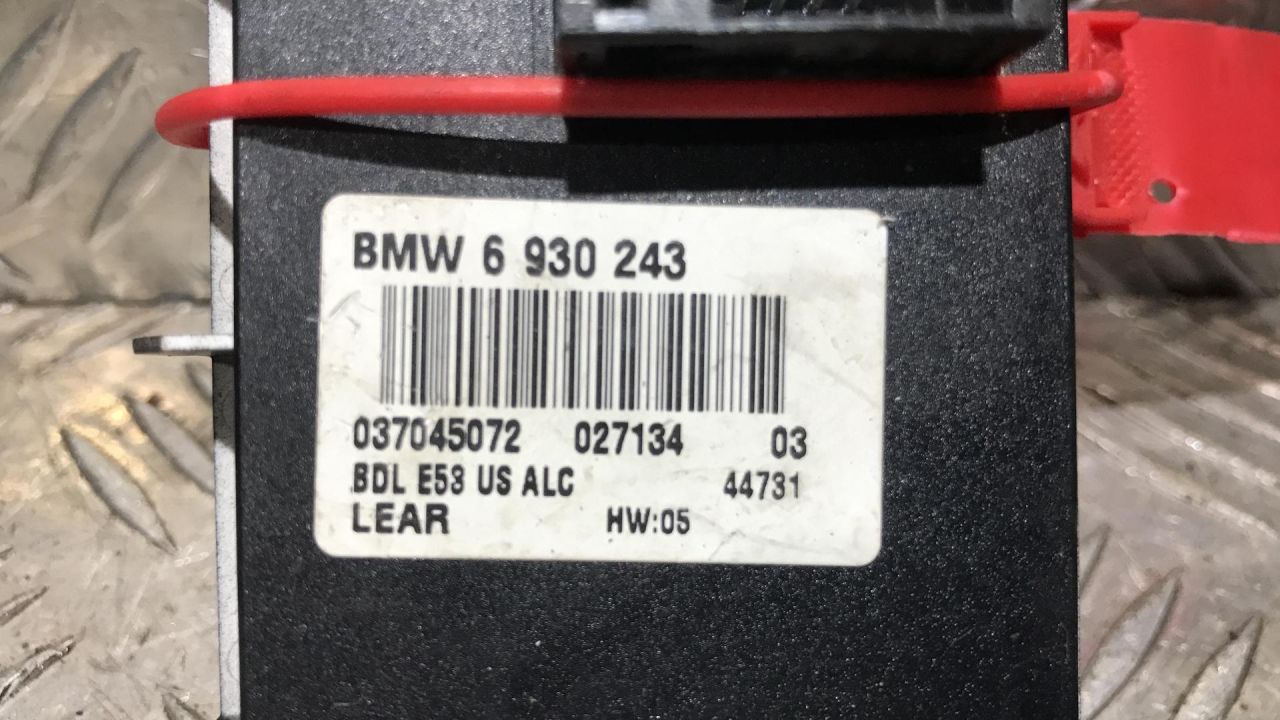 BMW 6 930 243
037045072 027134 03
BDL E53 US ALC 44731
LEAR HW:05